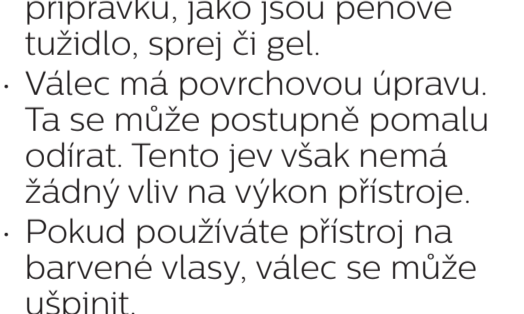 přípravků, jako jsou pěnové
tužidlo, sprej či gel.
· Válec má povrchovou úpravu.
Ta se může postupně pomalu
odírat. Tento jev však nemá
žádný vliv na výkon přístroje.
· Pokud používáte přístroj na
barvené vlasy, válec se může
ušpinit.